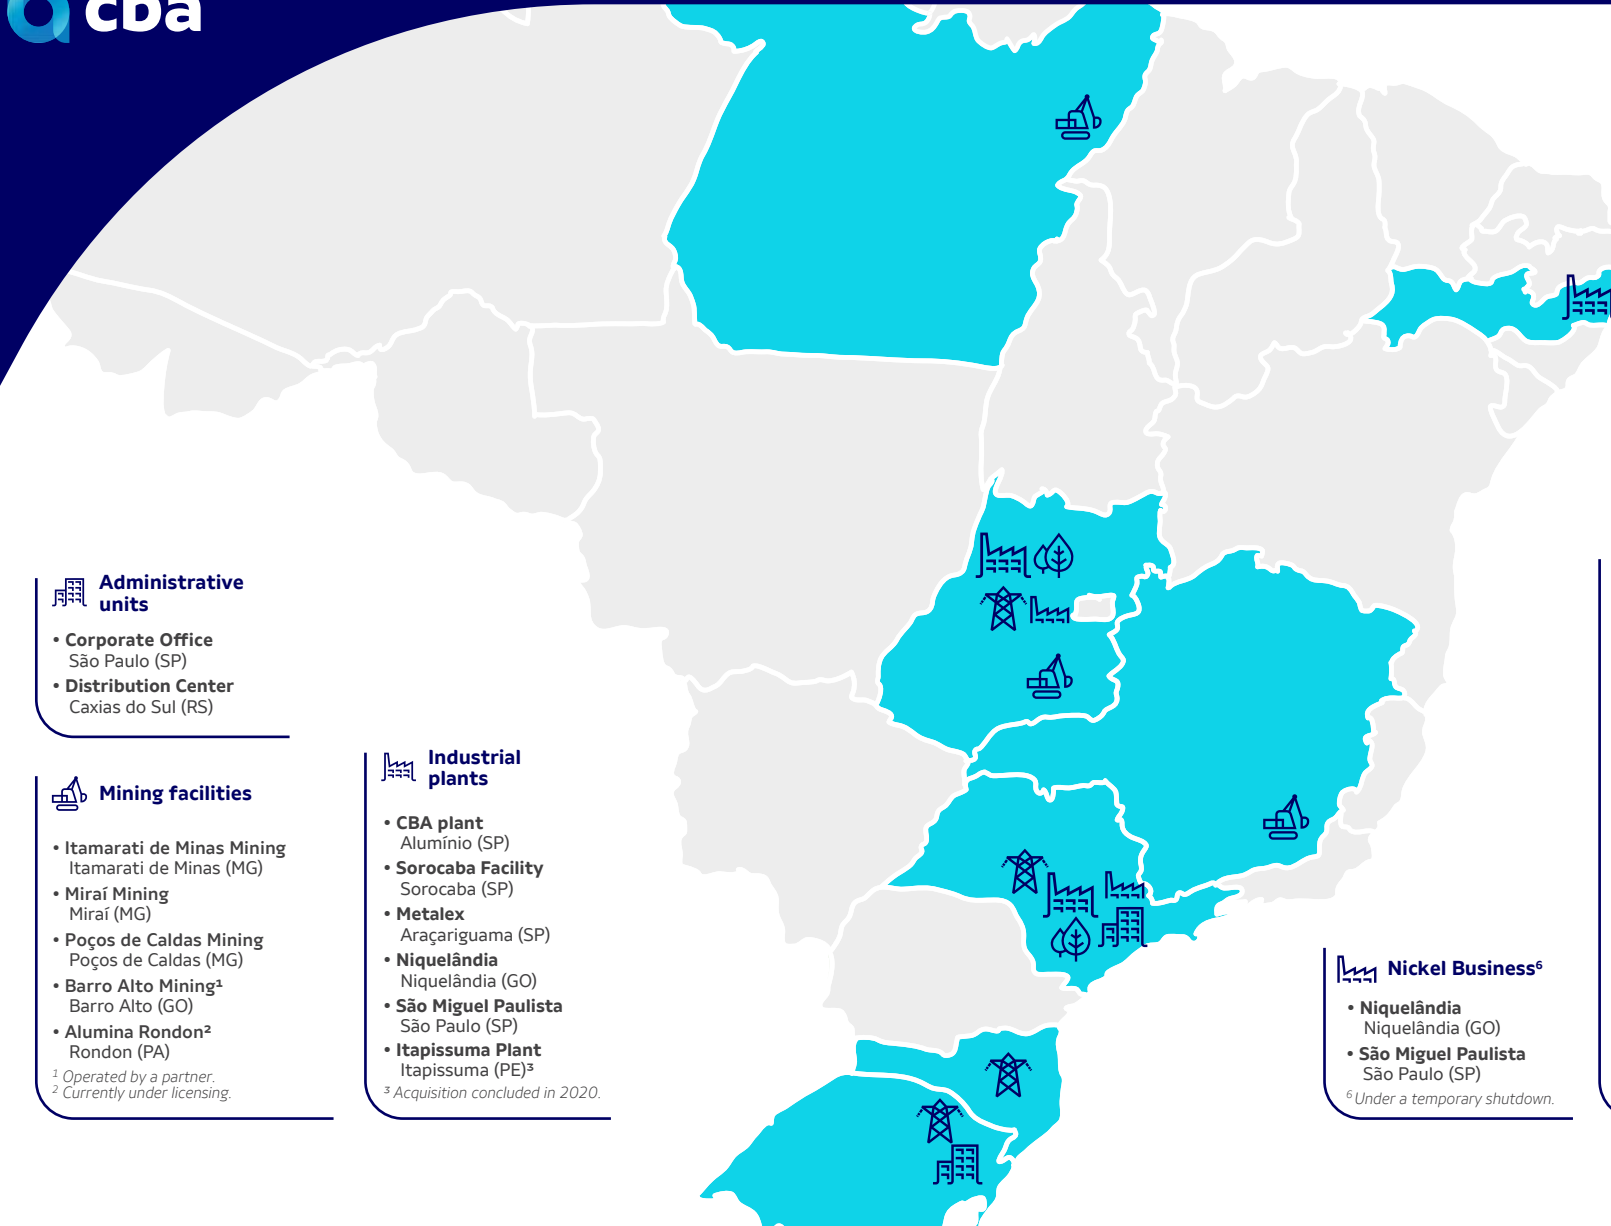 cba
Administrative
units
• Corporate Office
São Paulo (SP)
• Distribution Center
Caxias do Sul (RS)
Mining facilities
• Itamarati de Minas Mining
Itamarati de Minas (MG)
• Miraí Mining
Miraí (MG)
• Poços de Caldas Mining
Poços de Caldas (MG)
• Barro Alto Mining¹
Barro Alto (GO)
• Alumina Rondon²
Rondon (PA)
¹ Operated by a partner.
² Currently under licensing.
Industrial
plants
• CBA plant
Alumínio (SP)
• Sorocaba Facility
Sorocaba (SP)
• Metalex
Araçariguama (SP)
• Niquelândia
Niquelândia (GO)
• São Miguel Paulista
São Paulo (SP)
• Itapissuma Plant
Itapissuma (PE)³
³ Acquisition concluded in 2020.
Nickel Business⁶
• Niquelândia
Niquelândia (GO)
• São Miguel Paulista
São Paulo (SP)
⁶ Under a temporary shutdown.